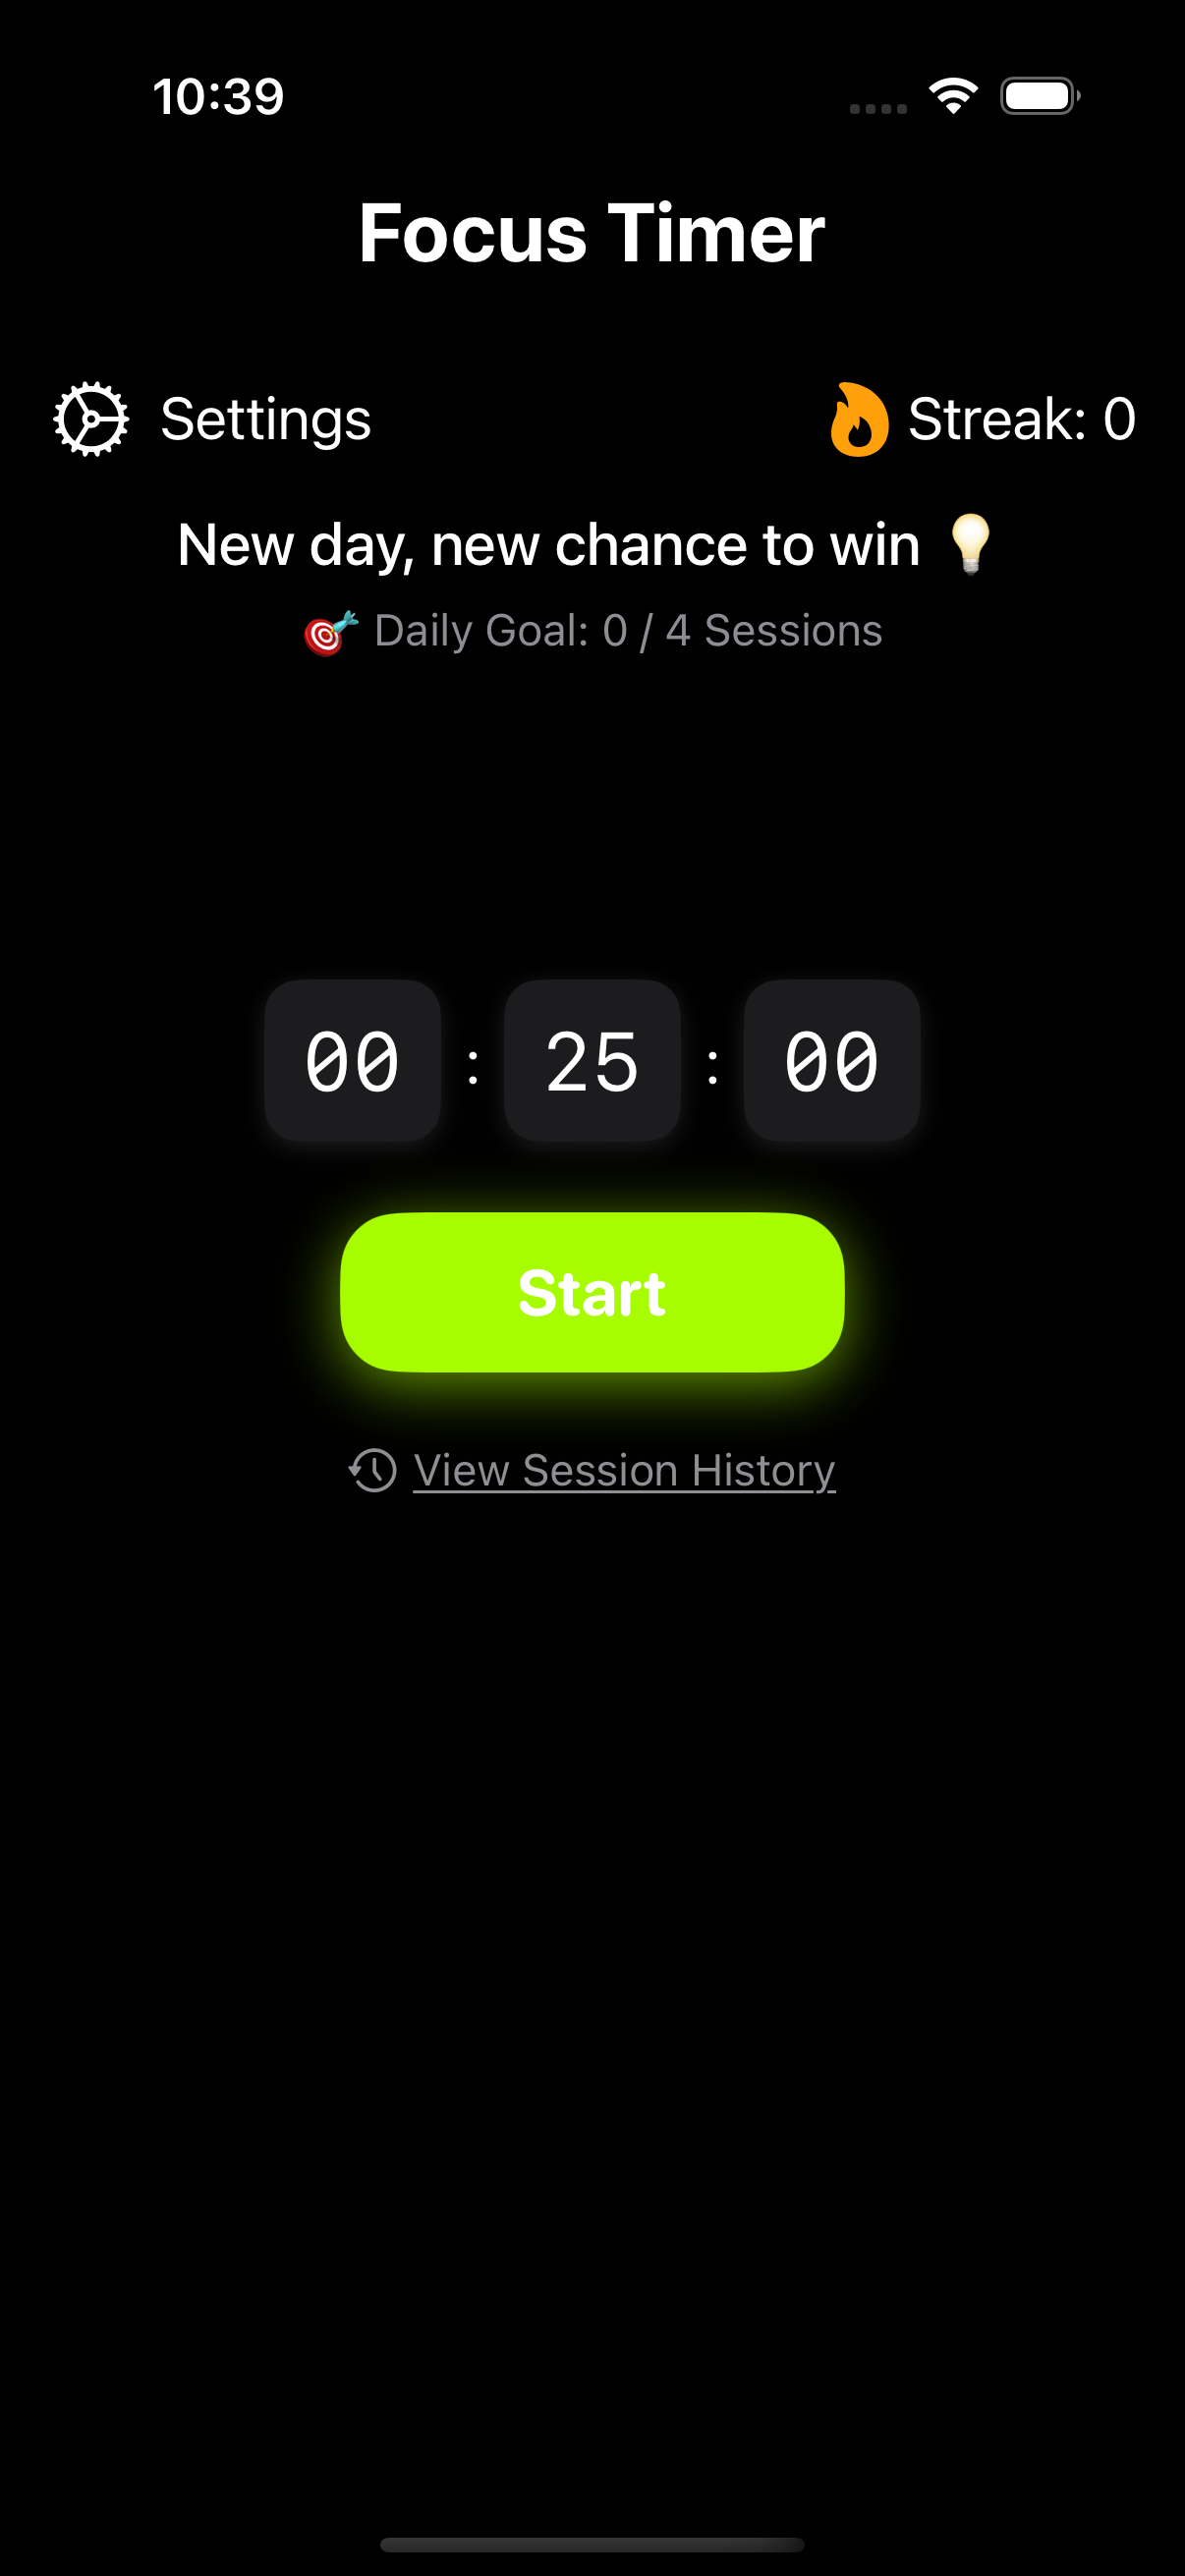 10:39
Focus Timer
Settings
Streak: 0
New day, new chance to win 💡
🎯 Daily Goal: 0 / 4 Sessions
00 : 25 : 00
Start
View Session History